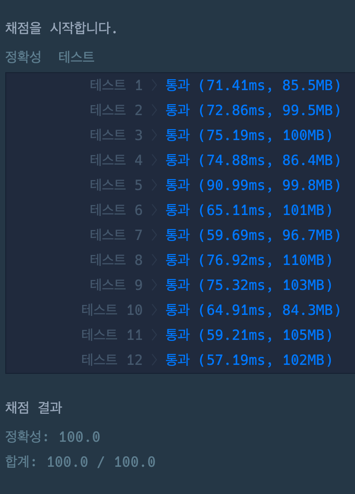 채점을 시작합니다.
정확성 테스트
테스트 1 > 통과 (71.41ms, 85.5MB)
테스트 2 > 통과 (72.86ms, 99.5MB)
테스트 3 > 통과 (75.19ms, 100MB)
테스트 4 > 통과 (74.88ms, 86.4MB)
테스트 5 > 통과 (90.99ms, 99.8MB)
테스트 6 > 통과 (65.11ms, 101MB)
테스트 7 > 통과 (59.69ms, 96.7MB)
테스트 8 > 통과 (76.92ms, 110MB)
테스트 9 > 통과 (75.32ms, 103MB)
테스트 10 > 통과 (64.91ms, 84.3MB)
테스트 11 > 통과 (59.21ms, 105MB)
테스트 12 > 통과 (57.19ms, 102MB)
채점 결과
정확성: 100.0
합계: 100.0 / 100.0